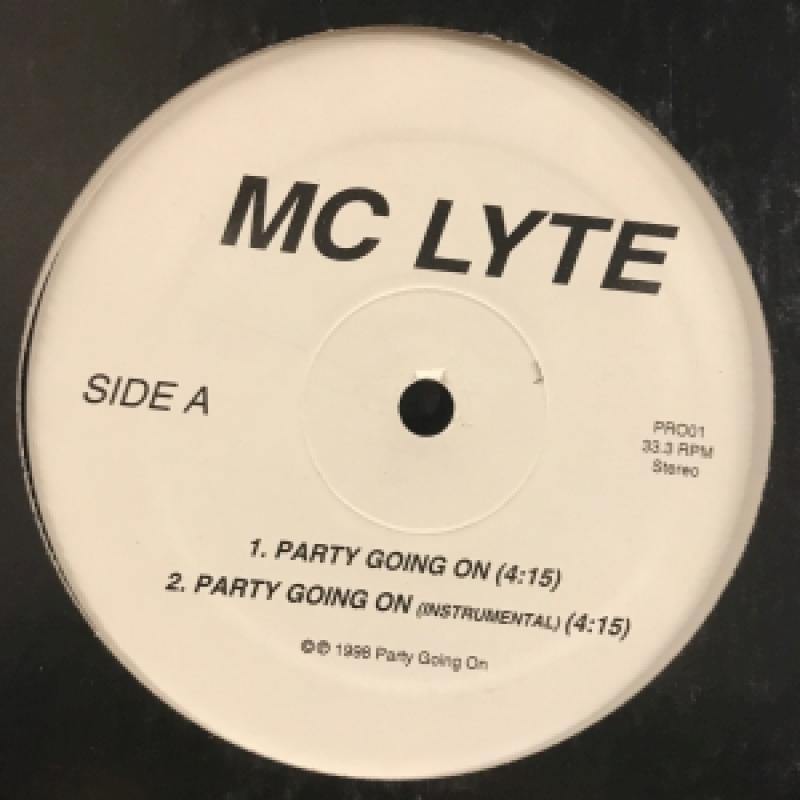 MC LYTE
SIDE A
PRO01
33.3 RPM
Stereo
1. PARTY GOING ON (4:15)
2. PARTY GOING ON (INSTRUMENTAL) (4:15)
©℗ 1998 Party Going On